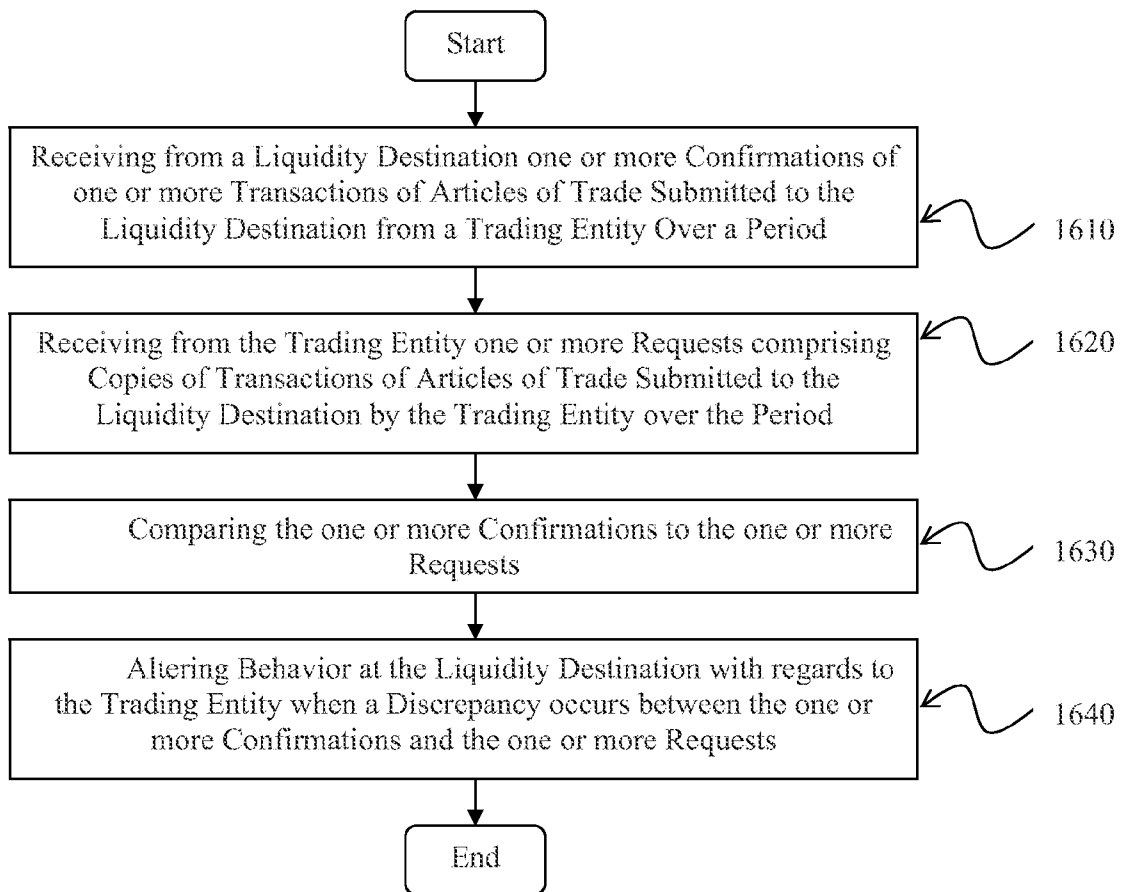 Start
Receiving from a Liquidity Destination one or more Confirmations of
one or more Transactions of Articles of Trade Submitted to the
Liquidity Destination from a Trading Entity Over a Period
1610
Receiving from the Trading Entity one or more Requests comprising
Copies of Transactions of Articles of Trade Submitted to the
Liquidity Destination by the Trading Entity over the Period
1620
Comparing the one or more Confirmations to the one or more
Requests
1630
Altering Behavior at the Liquidity Destination with regards to
the Trading Entity when a Discrepancy occurs between the one or
more Confirmations and the one or more Requests
1640
End